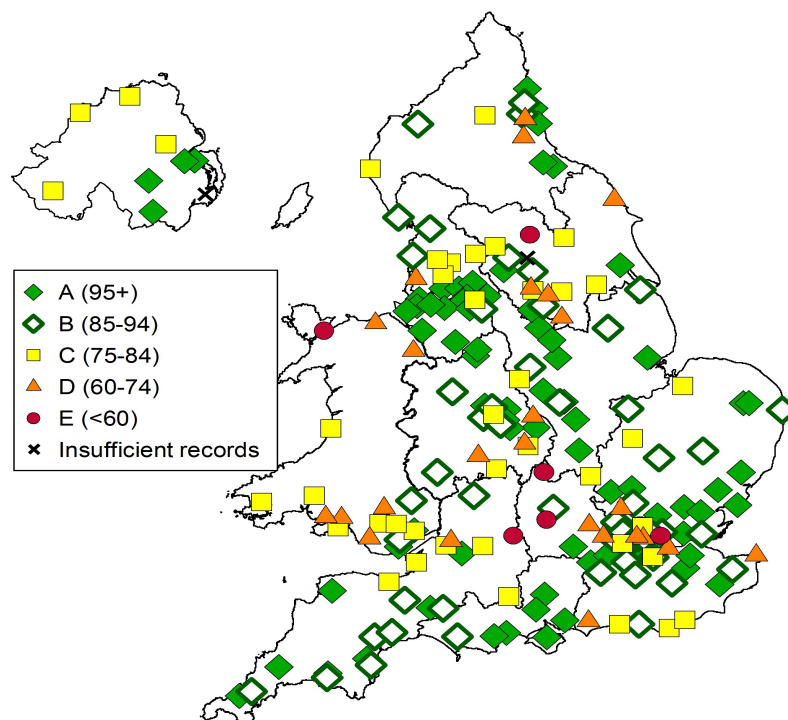 A (95+)
B (85-94)
C (75-84)
D (60-74)
E (<60)
Insufficient records